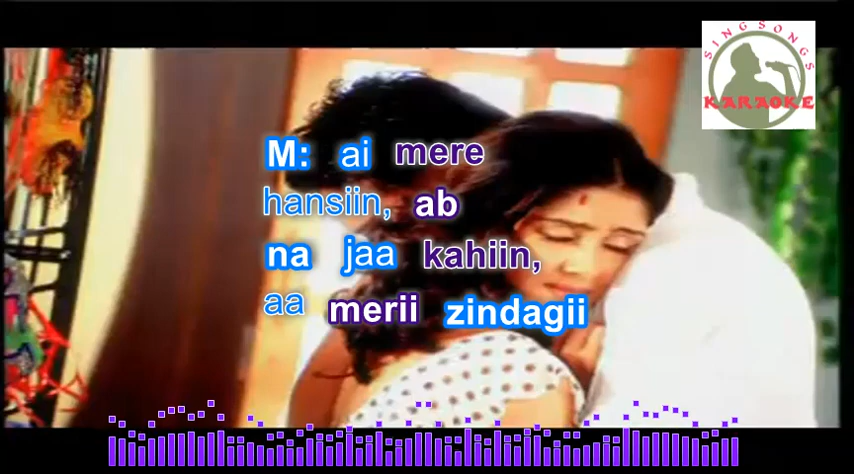 SING SONGS
KARAOKE
M: ai mere
hansiin, ab
na jaa kahiin,
aa merii zindagii